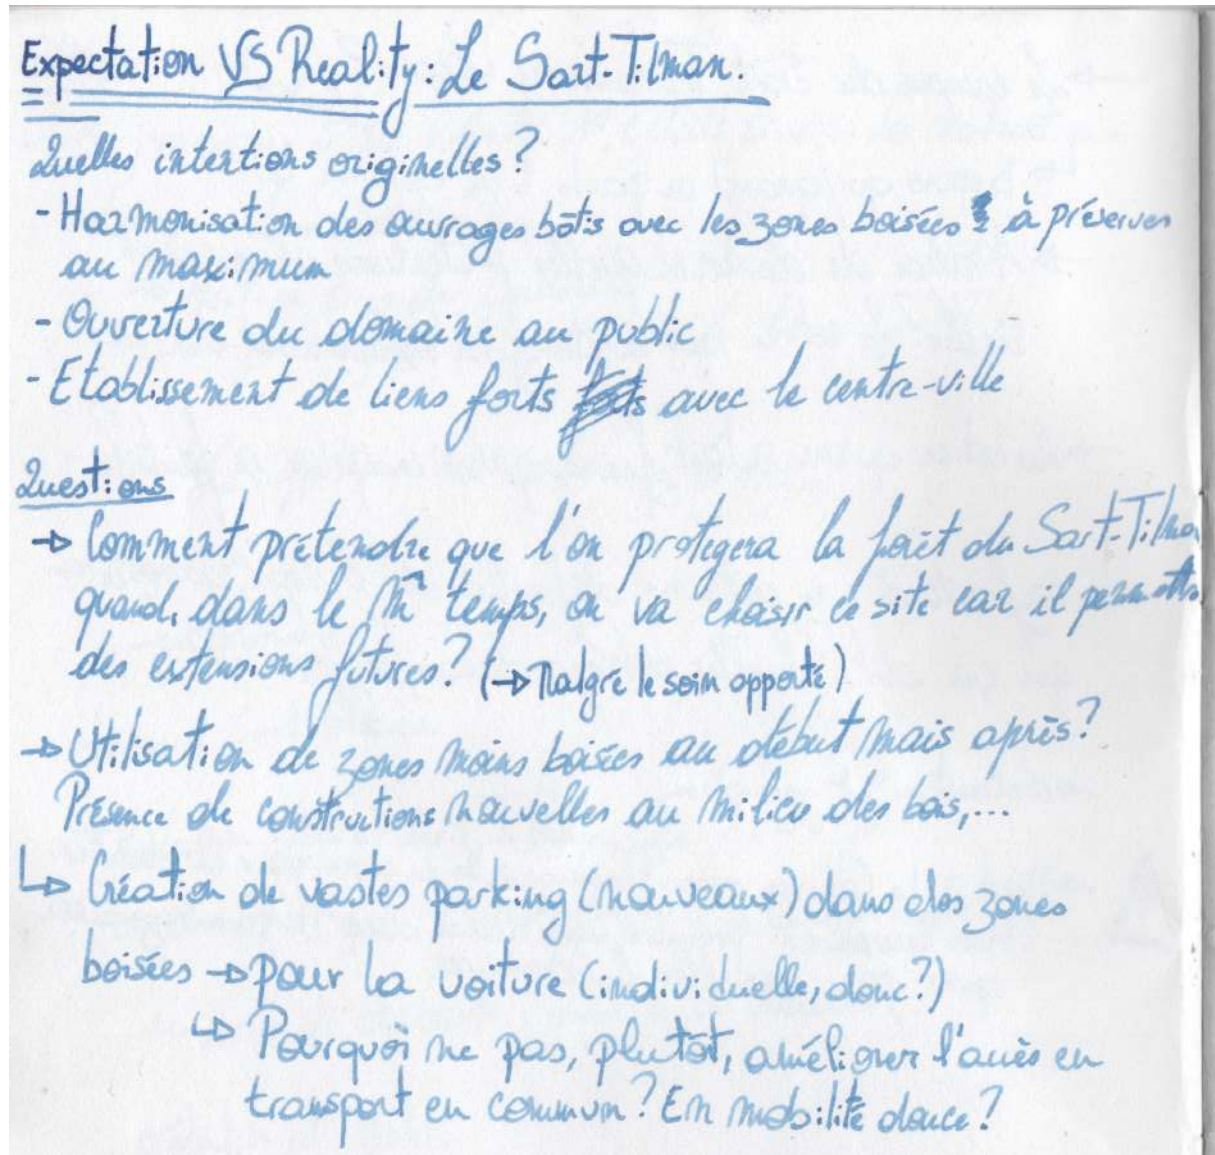 Expectation VS Reality: Le Sart-Tilman.
Quelles intentions originelles?
- Harmonisation des ouvrages bâtis avec les zones boisées à préserver
au maximum
- Ouverture du domaine au public
- Etablissement de liens forts avec le centre-ville
Questions
→ Comment prétendre que l'on protegera la forêt du Sart-Tilman
quand, dans le m̂ temps, on va choisir ce site car il permettra
des extensions futures? (→ Malgré le soin apporté)
→ Utilisation de zones moins boisées au début mais après?
Présence de constructions nouvelles au milieu des bois,...
↳ Création de vastes parking (nouveaux) dans des zones
boisées → pour la voiture (individuelle, donc?)
↳ Pourquoi ne pas, plutôt, améliorer l'accès en
transport en commun? En mobilité douce?